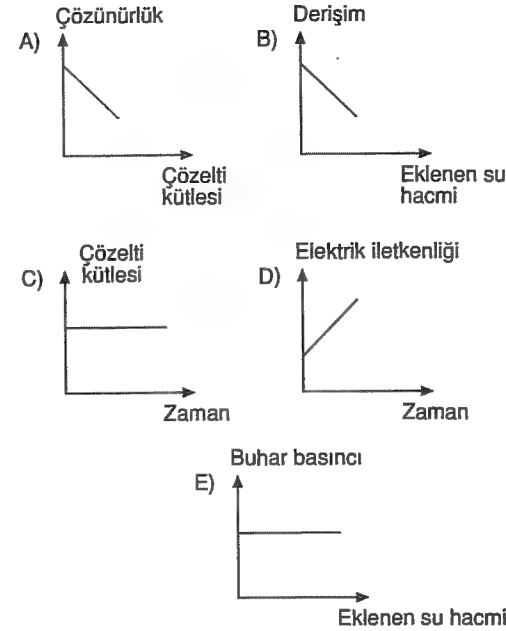 A)
Çözünürlük
Çözelti
kütlesi
B)
Derişim
Eklenen su
hacmi
C)
Çözelti
kütlesi
Zaman
D)
Elektrik iletkenliği
Zaman
E)
Buhar basıncı
Eklenen su hacmi